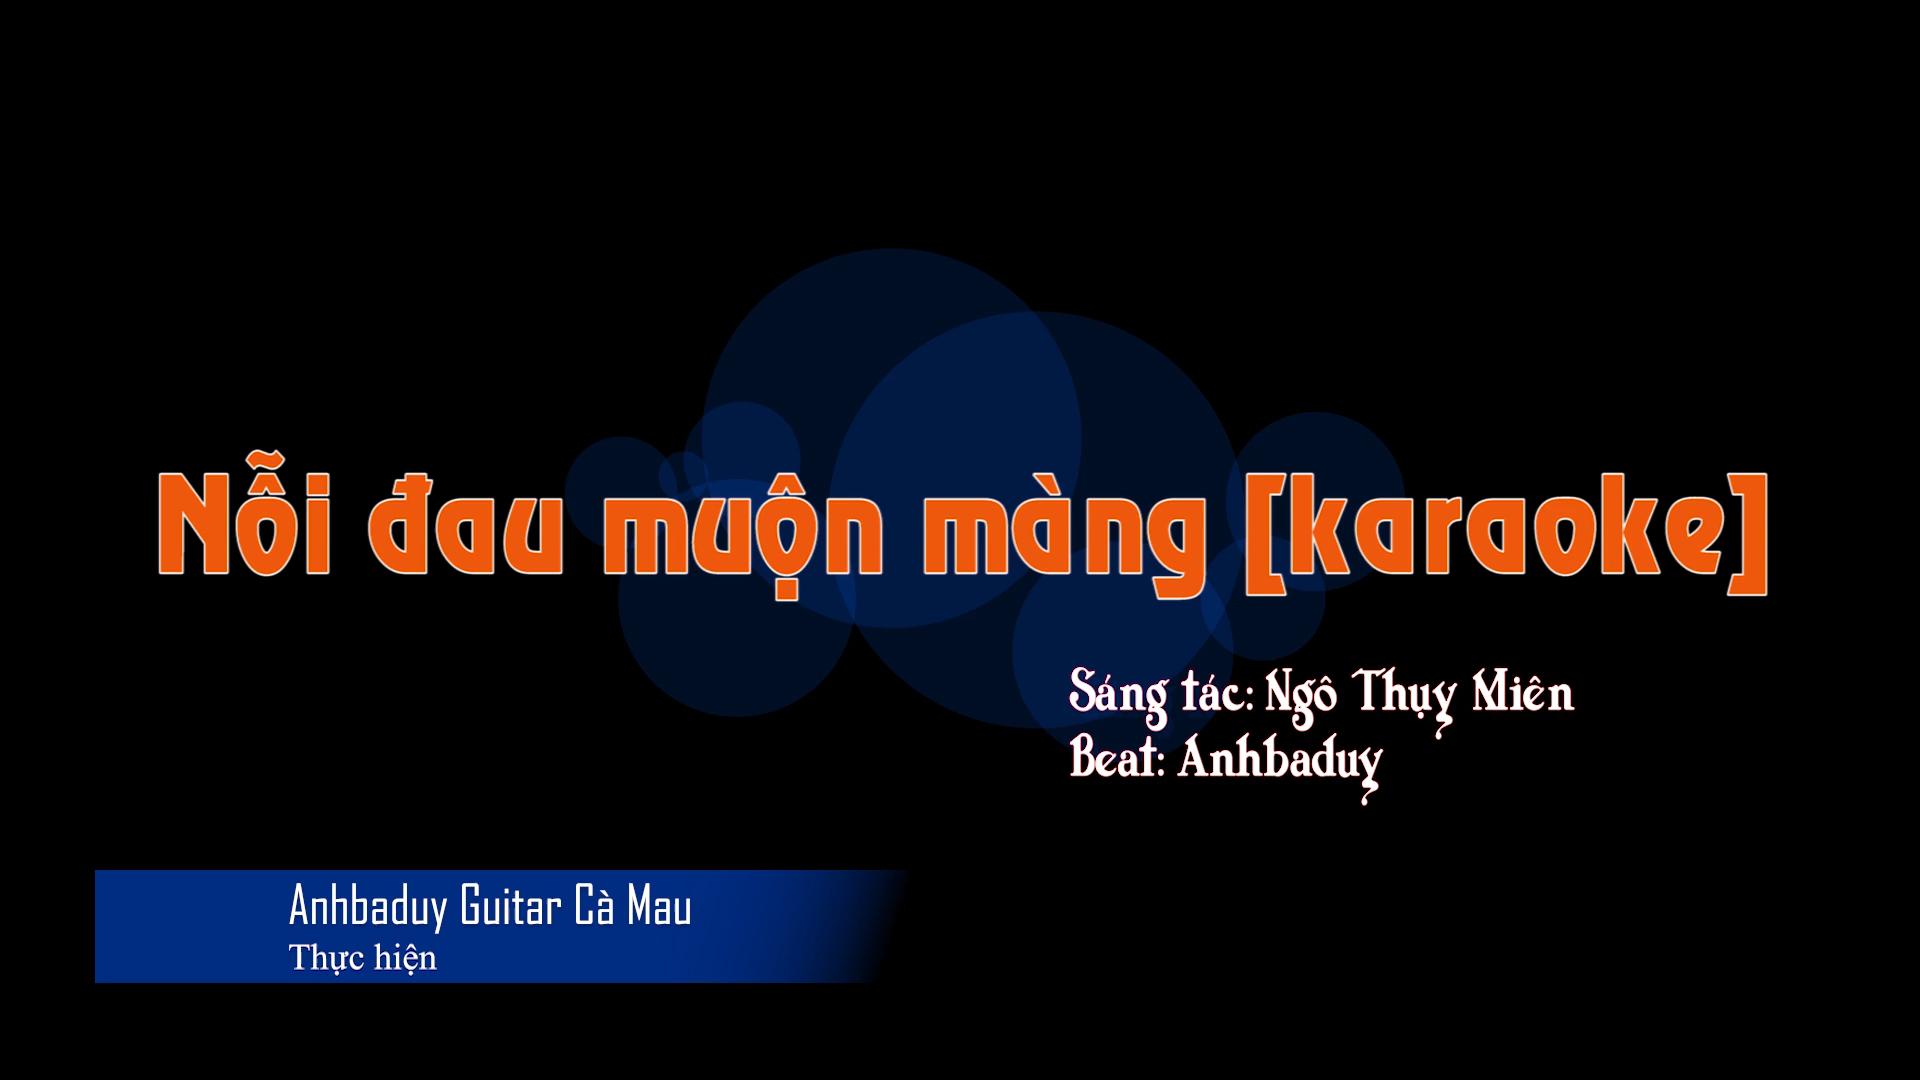 Nỗi đau muộn màng [karaoke]
Sáng tác: Ngô Thụy Miên
Beat: Anhbaduy
Anhbaduy Guitar Cà Mau
Thực hiện